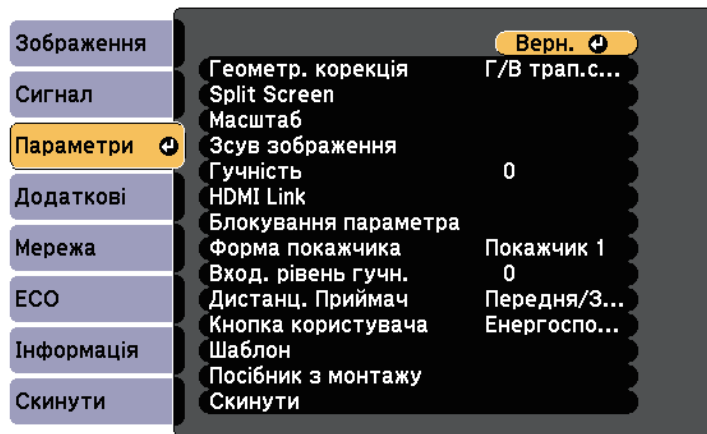 Зображення
Сигнал
Параметри
Додаткові
Мережа
ECO
Інформація
Скинути
Верн.
Геометр. корекція Г/В трап.с...
Split Screen
Масштаб
Зсув зображення
Гучність 0
HDMI Link
Блокування параметра
Форма покажчика Покажчик 1
Вход. рівень гучн. 0
Дистанц. Приймач Передня/З...
Кнопка користувача Енергоспо...
Шаблон
Посібник з монтажу
Скинути